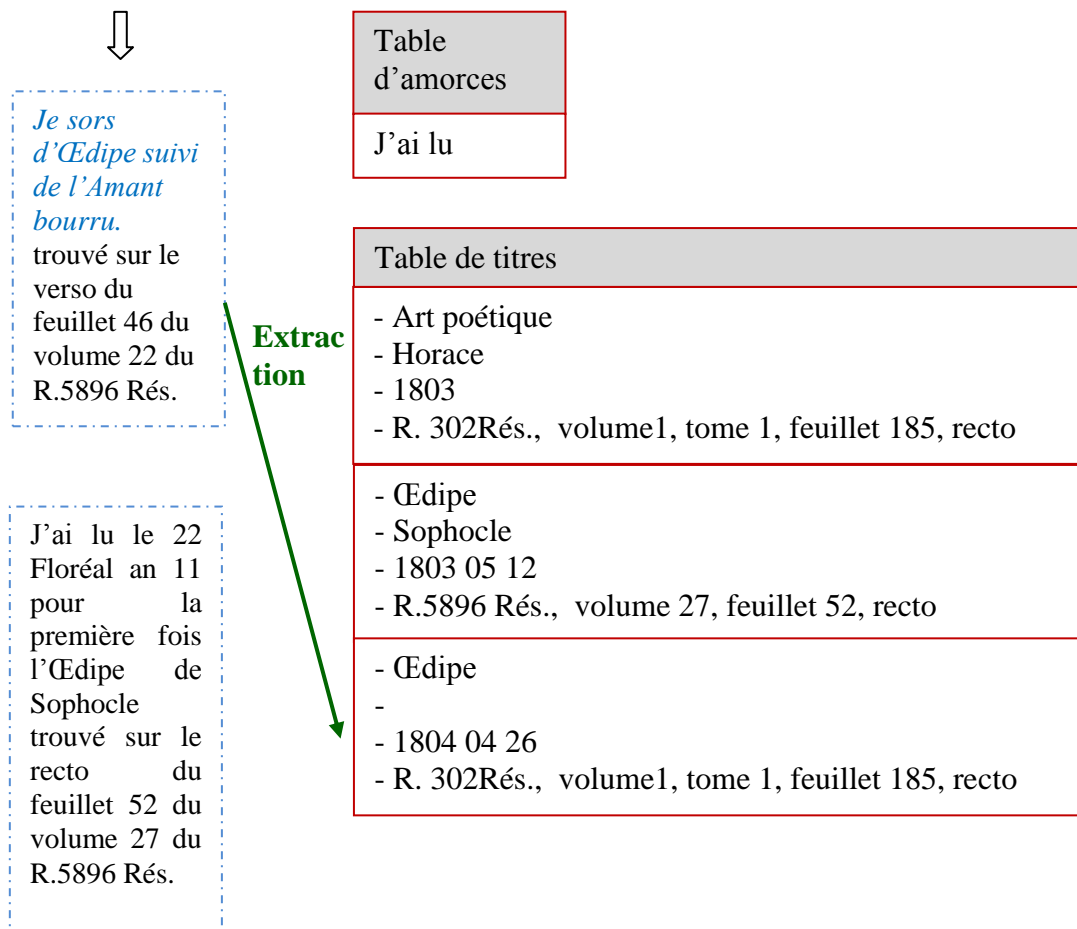 Je sors
d’Œdipe suivi
de l’Amant
bourru.
trouvé sur le
verso du
feuillet 46 du
volume 22 du
R.5896 Rés.
J’ai lu le 22
Floréal an 11
pour la
première fois
l’Œdipe de
Sophocle
trouvé sur le
recto du
feuillet 52 du
volume 27 du
R.5896 Rés.
Extrac
tion
Table
d’amorces
J’ai lu
Table de titres
- Art poétique
- Horace
- 1803
- R. 302Rés., volume1, tome 1, feuillet 185, recto
- Œdipe
- Sophocle
- 1803 05 12
- R.5896 Rés., volume 27, feuillet 52, recto
- Œdipe
-
- 1804 04 26
- R. 302Rés., volume1, tome 1, feuillet 185, recto